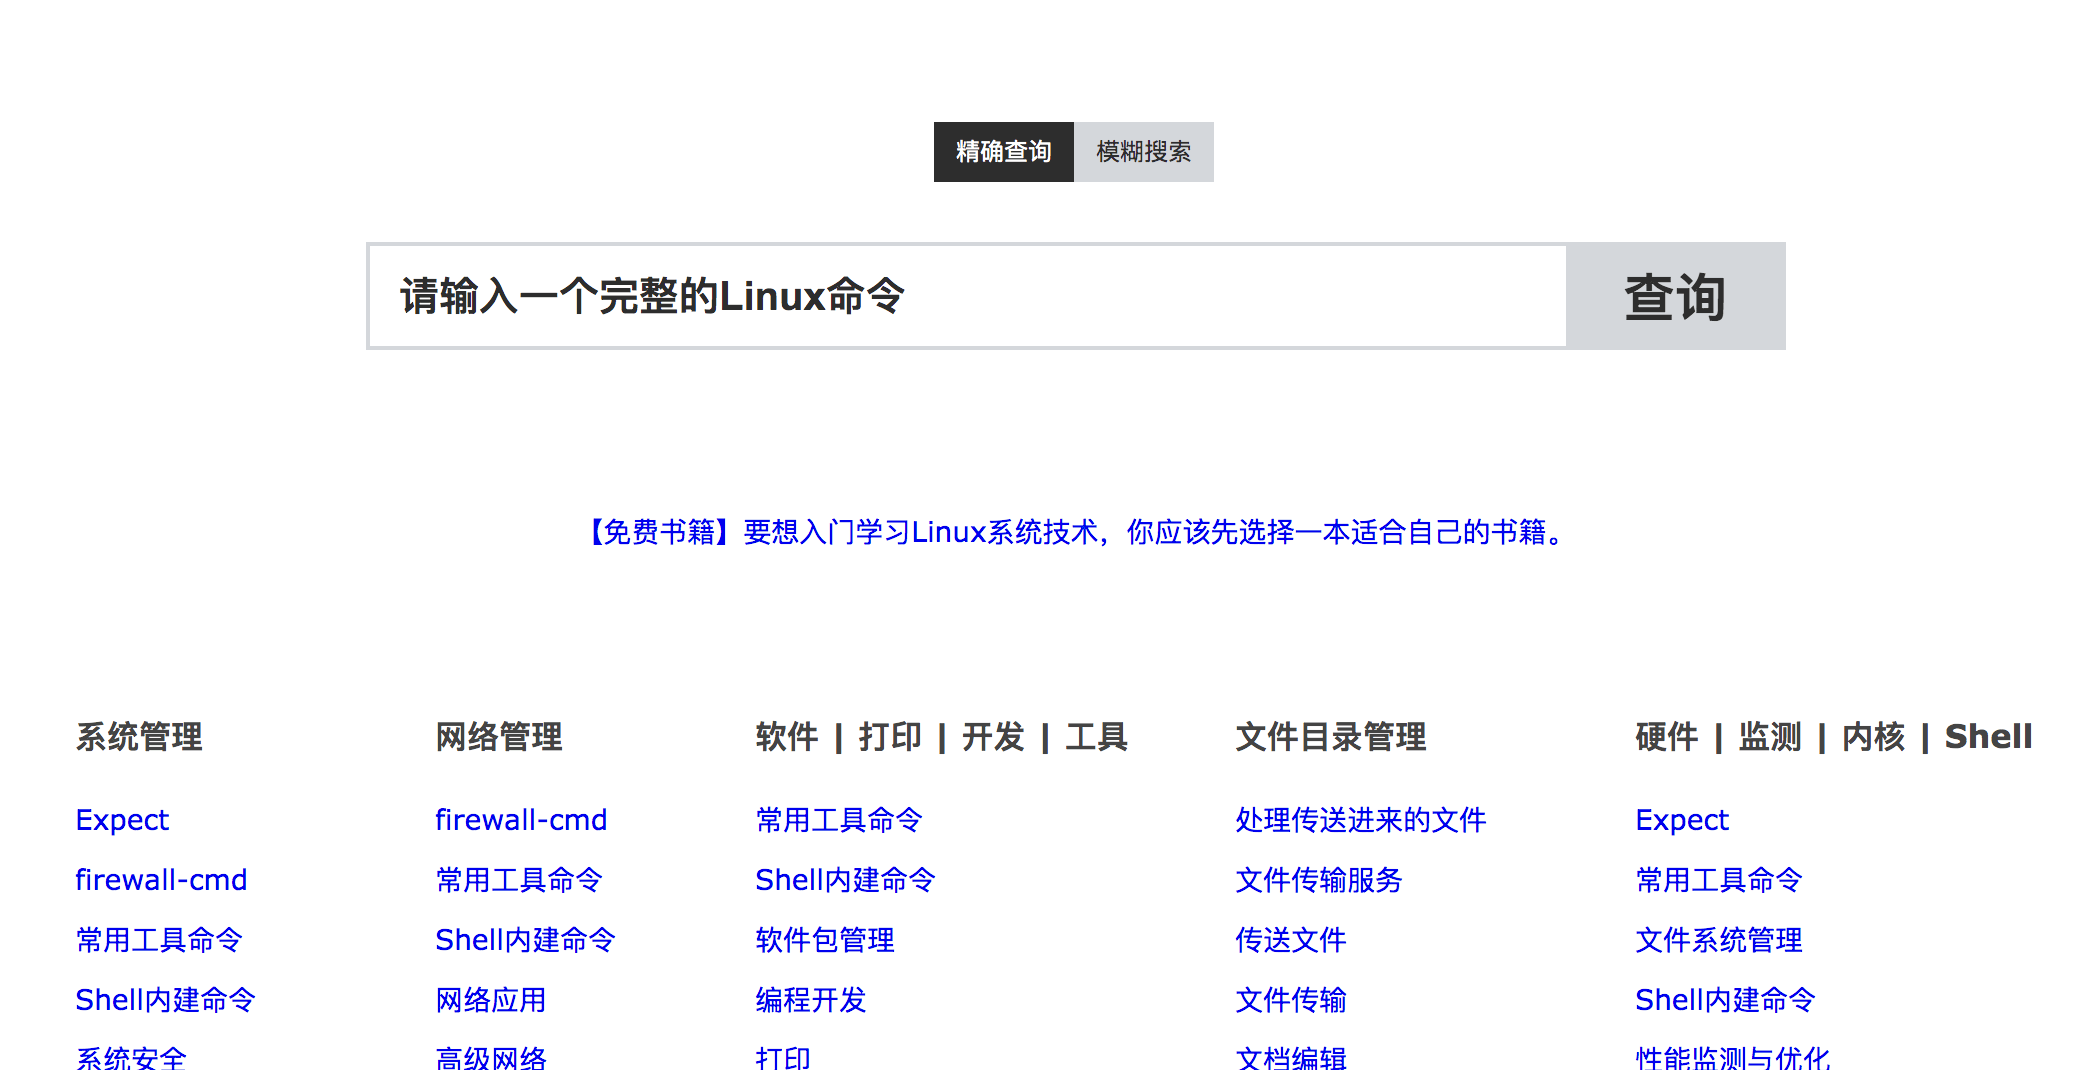 精确查询 模糊搜索
请输入一个完整的Linux命令 查询
【免费书籍】要想入门学习Linux系统技术，你应该先选择一本适合自己的书籍。
系统管理 网络管理 软件 | 打印 | 开发 | 工具 文件目录管理 硬件 | 监测 | 内核 | Shell
Expect firewall-cmd 常用工具命令 处理传送进来的文件 Expect
firewall-cmd 常用工具命令 Shell内建命令 文件传输服务 常用工具命令
常用工具命令 Shell内建命令 软件包管理 传送文件 文件系统管理
Shell内建命令 网络应用 编程开发 文件传输 Shell内建命令
系统安全 高级网络 打印 文档编辑 性能监测与优化